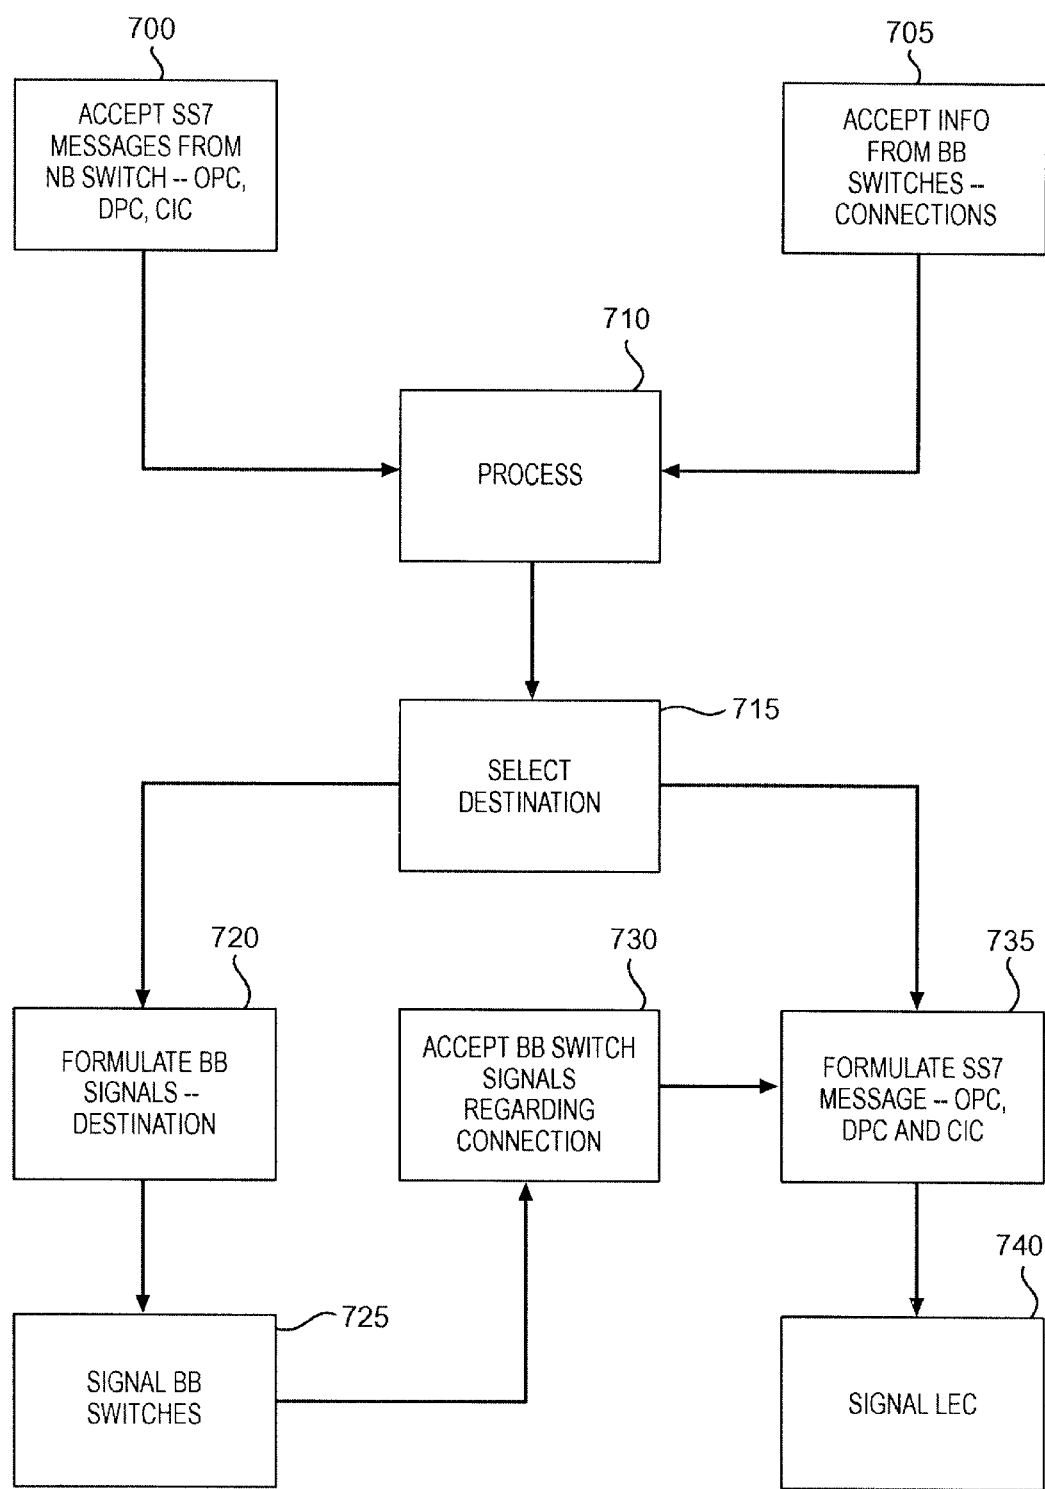 700
ACCEPT SS7
MESSAGES FROM
NB SWITCH -- OPC,
DPC, CIC
705
ACCEPT INFO
FROM BB
SWITCHES --
CONNECTIONS
710
PROCESS
715
SELECT
DESTINATION
720
FORMULATE BB
SIGNALS --
DESTINATION
730
ACCEPT BB SWITCH
SIGNALS
REGARDING
CONNECTION
735
FORMULATE SS7
MESSAGE -- OPC,
DPC AND CIC
725
SIGNAL BB
SWITCHES
740
SIGNAL LEC